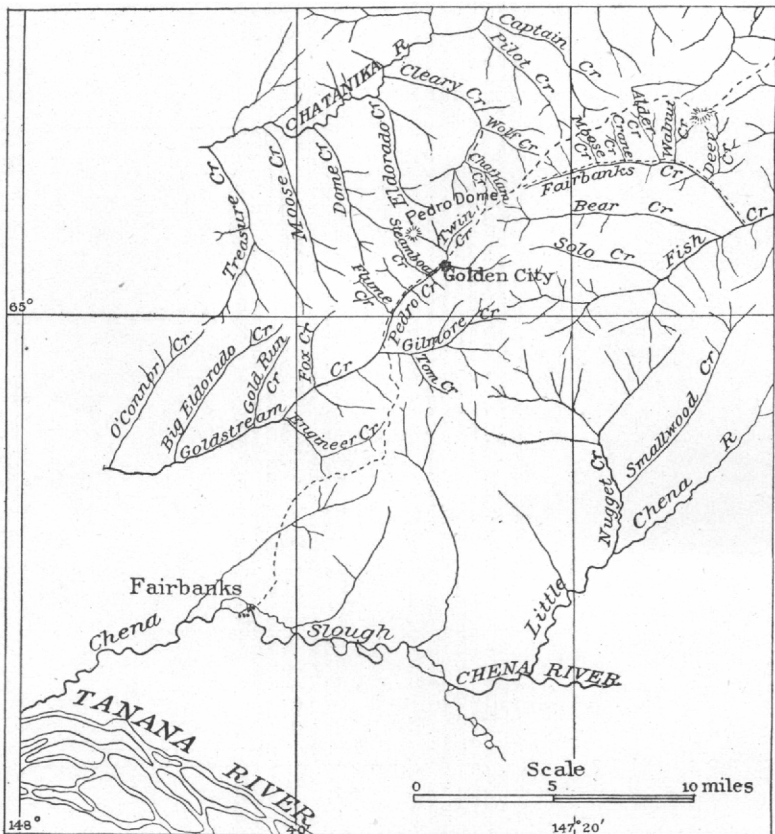 Captain Cr
Pilot Cr
CHATANIKA R
Cleary Cr
Wolf Cr
Eldorado Cr
Moose Cr
Crane Cr
Alder Cr
Walnut Cr
Deer Cr
Treasure Cr
Moose Cr
Dome Cr
Chatham Cr
Fairbanks Cr
Pedro Dome
Twin Cr
Steamboat Cr
Bear Cr
Solo Cr
Fish Cr
Golden City
Flume Cr
Pedro Cr
65°
Gilmore Cr
Tom Cr
O'Connor Cr
Big Eldorado Cr
Gold Run Cr
Fox Cr
Goldstream Cr
Engineer Cr
Smallwood Cr
Nugget Cr
Little Chena R
Fairbanks
Chena Slough
CHENA RIVER
TANANA RIVER
Scale
0 5 10 miles
148°
40'
147° 20'